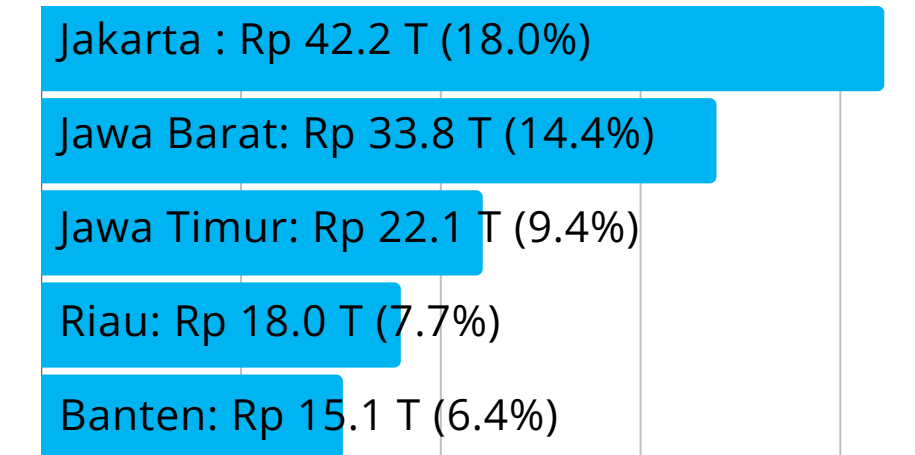 Jakarta : Rp 42.2 T (18.0%)
Jawa Barat: Rp 33.8 T (14.4%)
Jawa Timur: Rp 22.1 T (9.4%)
Riau: Rp 18.0 T (7.7%)
Banten: Rp 15.1 T (6.4%)